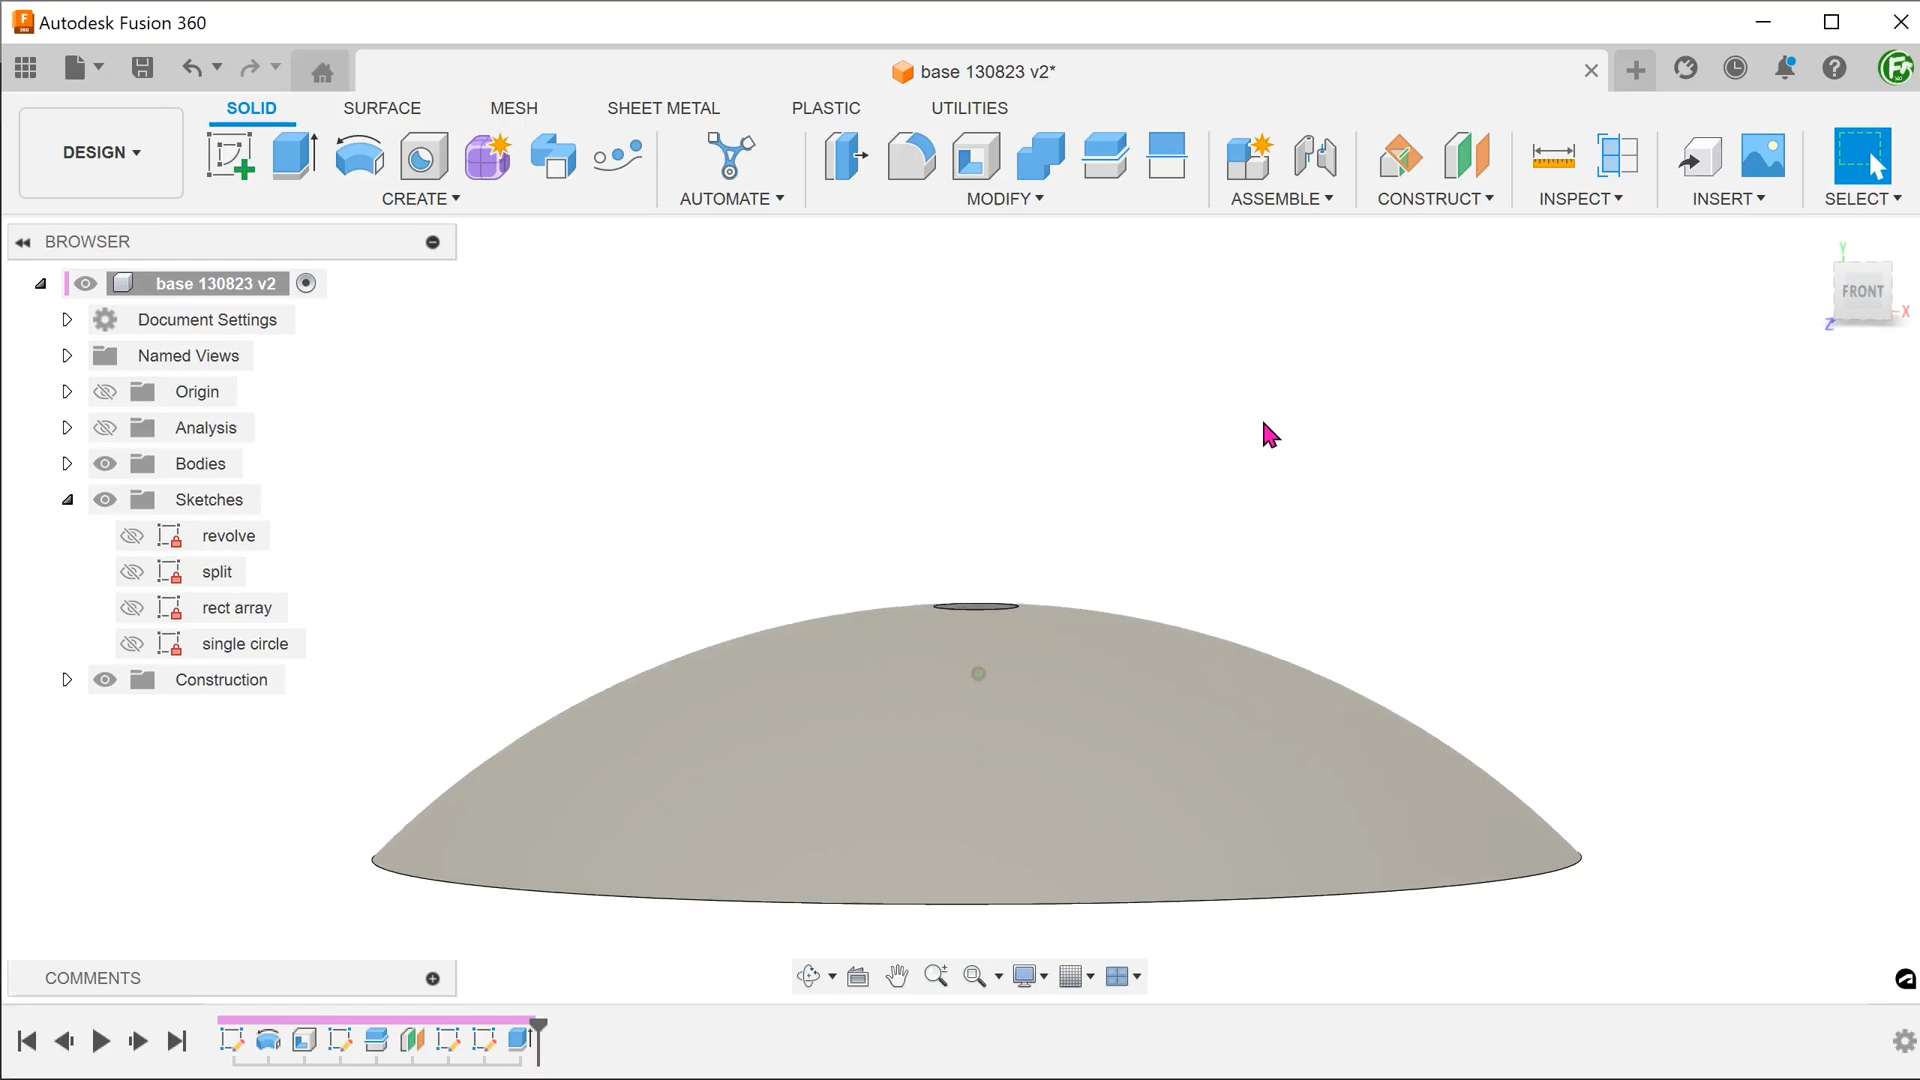 Autodesk Fusion 360
base 130823 v2*
SOLID SURFACE MESH SHEET METAL PLASTIC UTILITIES
DESIGN
CREATE AUTOMATE MODIFY ASSEMBLE CONSTRUCT INSPECT INSERT SELECT
BROWSER
base 130823 v2
Document Settings
Named Views
Origin
Analysis
Bodies
Sketches
revolve
split
rect array
single circle
Construction
Y
FRONT
X
Z
COMMENTS